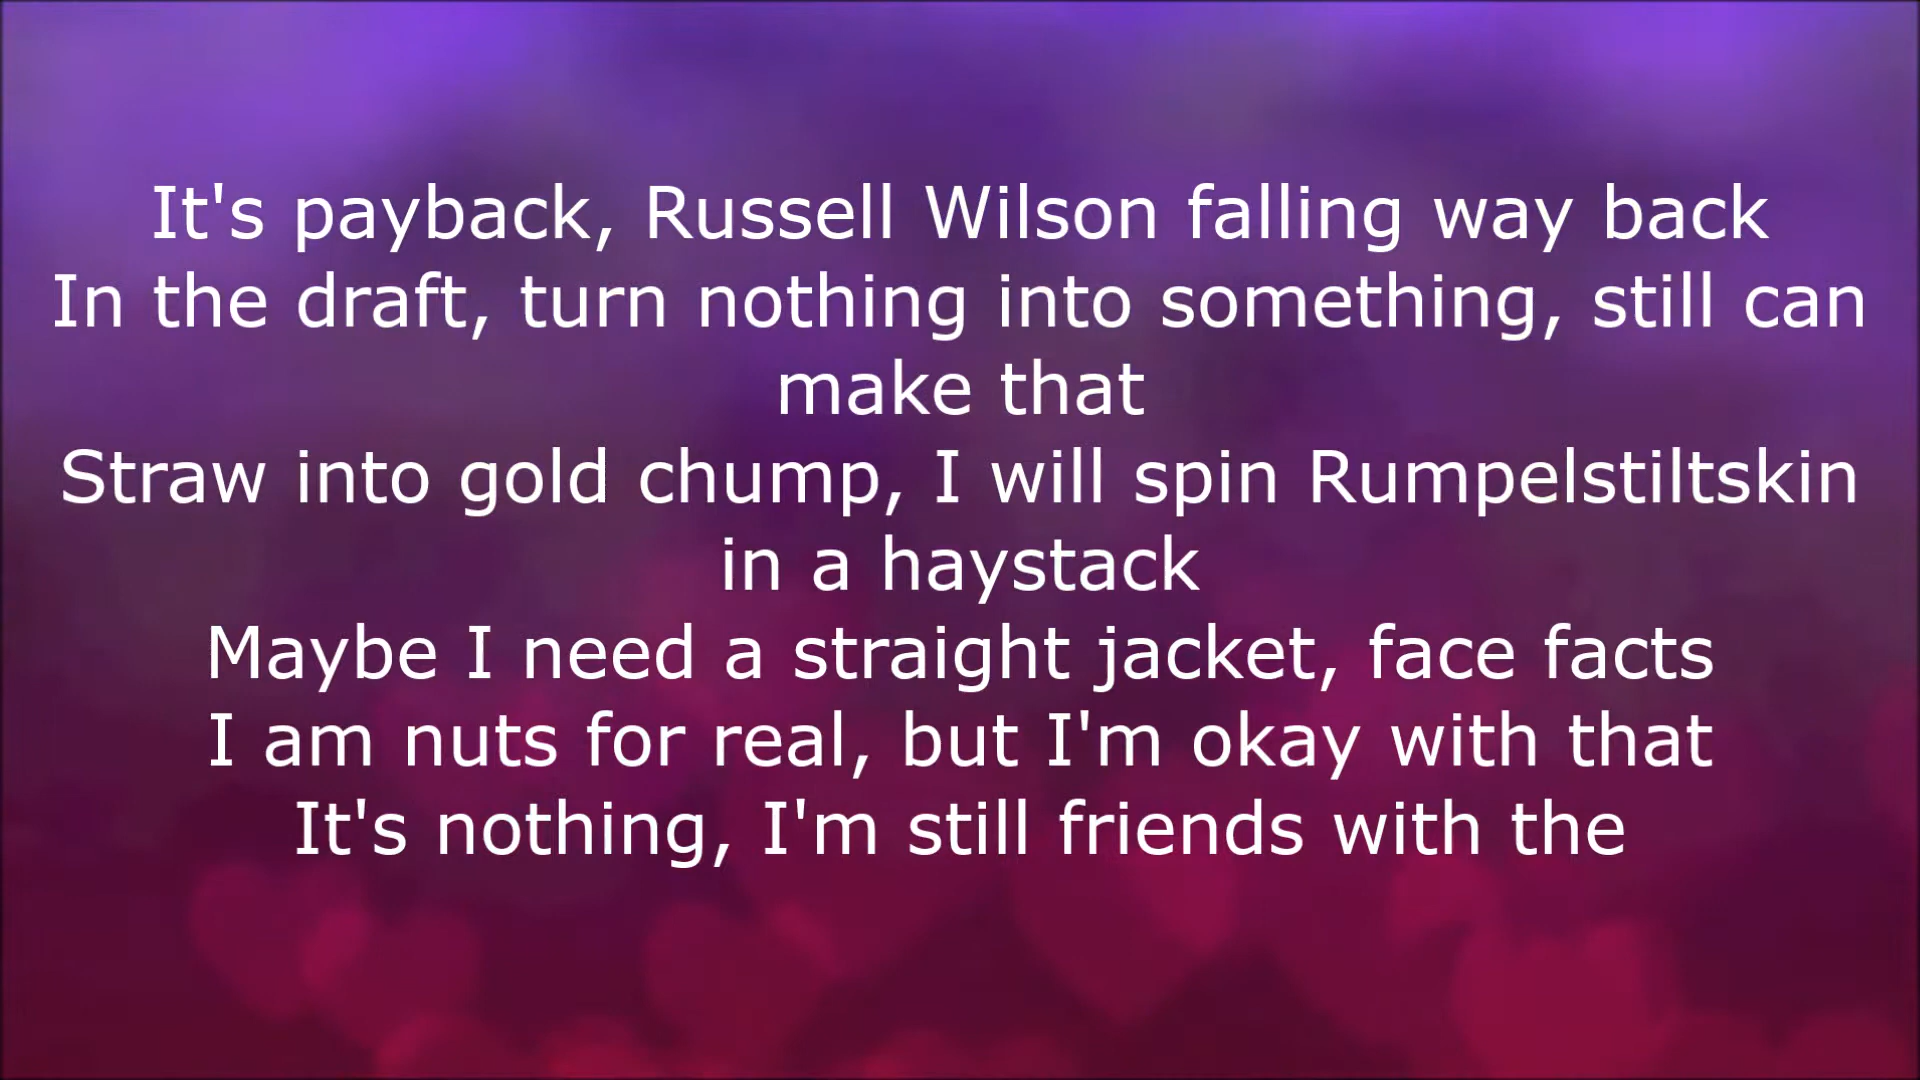 It's payback, Russell Wilson falling way back
In the draft, turn nothing into something, still can
make that
Straw into gold chump, I will spin Rumpelstiltskin
in a haystack
Maybe I need a straight jacket, face facts
I am nuts for real, but I'm okay with that
It's nothing, I'm still friends with the